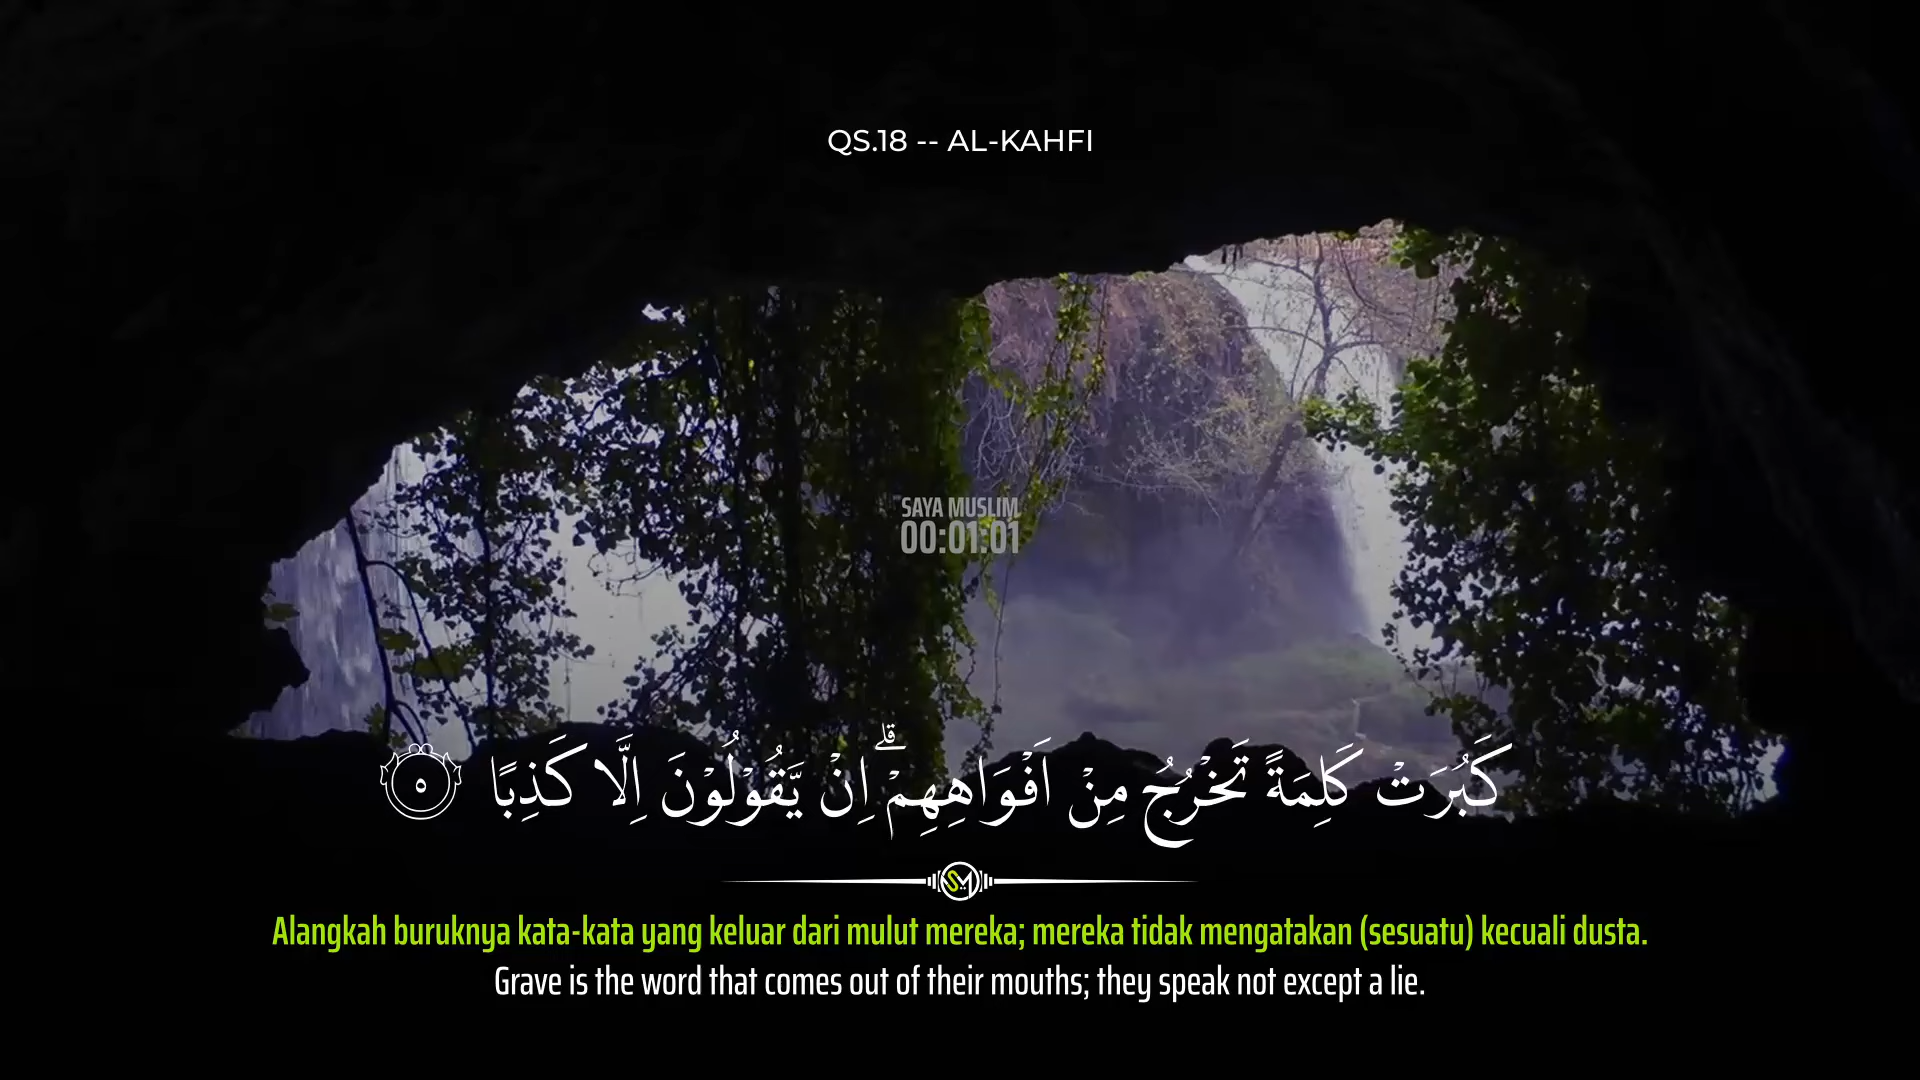 QS.18 -- AL-KAHFI
SAYA MUSLIM
00:01:01
كَبُرَتْ كَلِمَةً تَخْرُجُ مِنْ اَفْوَاهِهِمْۗ اِنْ يَّقُوْلُوْنَ اِلَّا كَذِبًا ٥
SM
Alangkah buruknya kata-kata yang keluar dari mulut mereka; mereka tidak mengatakan (sesuatu) kecuali dusta.
Grave is the word that comes out of their mouths; they speak not except a lie.